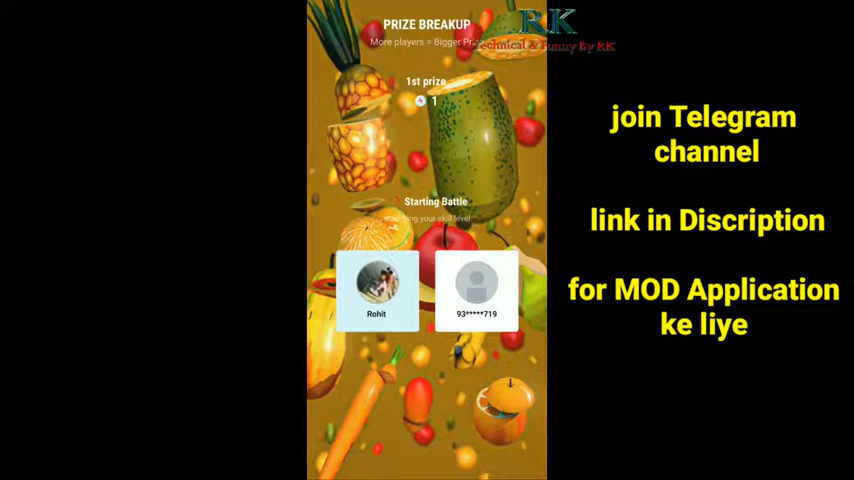 PRIZE BREAKUP
More players = Bigger Prize
RK
Technical & Funny By RK
1st prize
1
Starting Battle
matching your skill level
Rohit
93*****719
join Telegram
channel
link in Discription
for MOD Application
ke liye